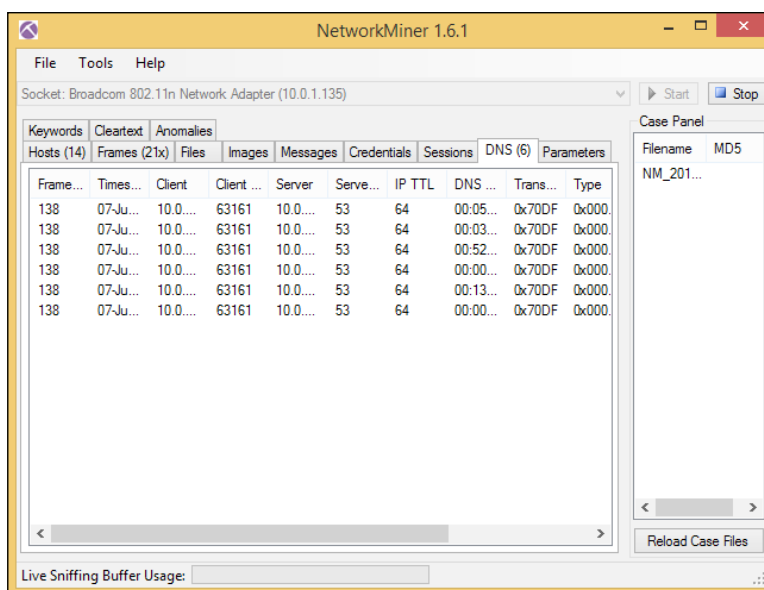 NetworkMiner 1.6.1
File Tools Help
Socket: Broadcom 802.11n Network Adapter (10.0.1.135)
Start Stop
Keywords Cleartext Anomalies
Hosts (14) Frames (21x) Files Images Messages Credentials Sessions DNS (6) Parameters
Frame... Times... Client Client ... Server Serve... IP TTL DNS ... Trans... Type
138 07-Ju... 10.0.... 63161 10.0.... 53 64 00:05... 0x70DF 0x000.
138 07-Ju... 10.0.... 63161 10.0.... 53 64 00:03... 0x70DF 0x000.
138 07-Ju... 10.0.... 63161 10.0.... 53 64 00:52... 0x70DF 0x000.
138 07-Ju... 10.0.... 63161 10.0.... 53 64 00:00... 0x70DF 0x000.
138 07-Ju... 10.0.... 63161 10.0.... 53 64 00:13... 0x70DF 0x000.
138 07-Ju... 10.0.... 63161 10.0.... 53 64 00:00... 0x70DF 0x000.
Case Panel
Filename MD5
NM_201...
Reload Case Files
Live Sniffing Buffer Usage: